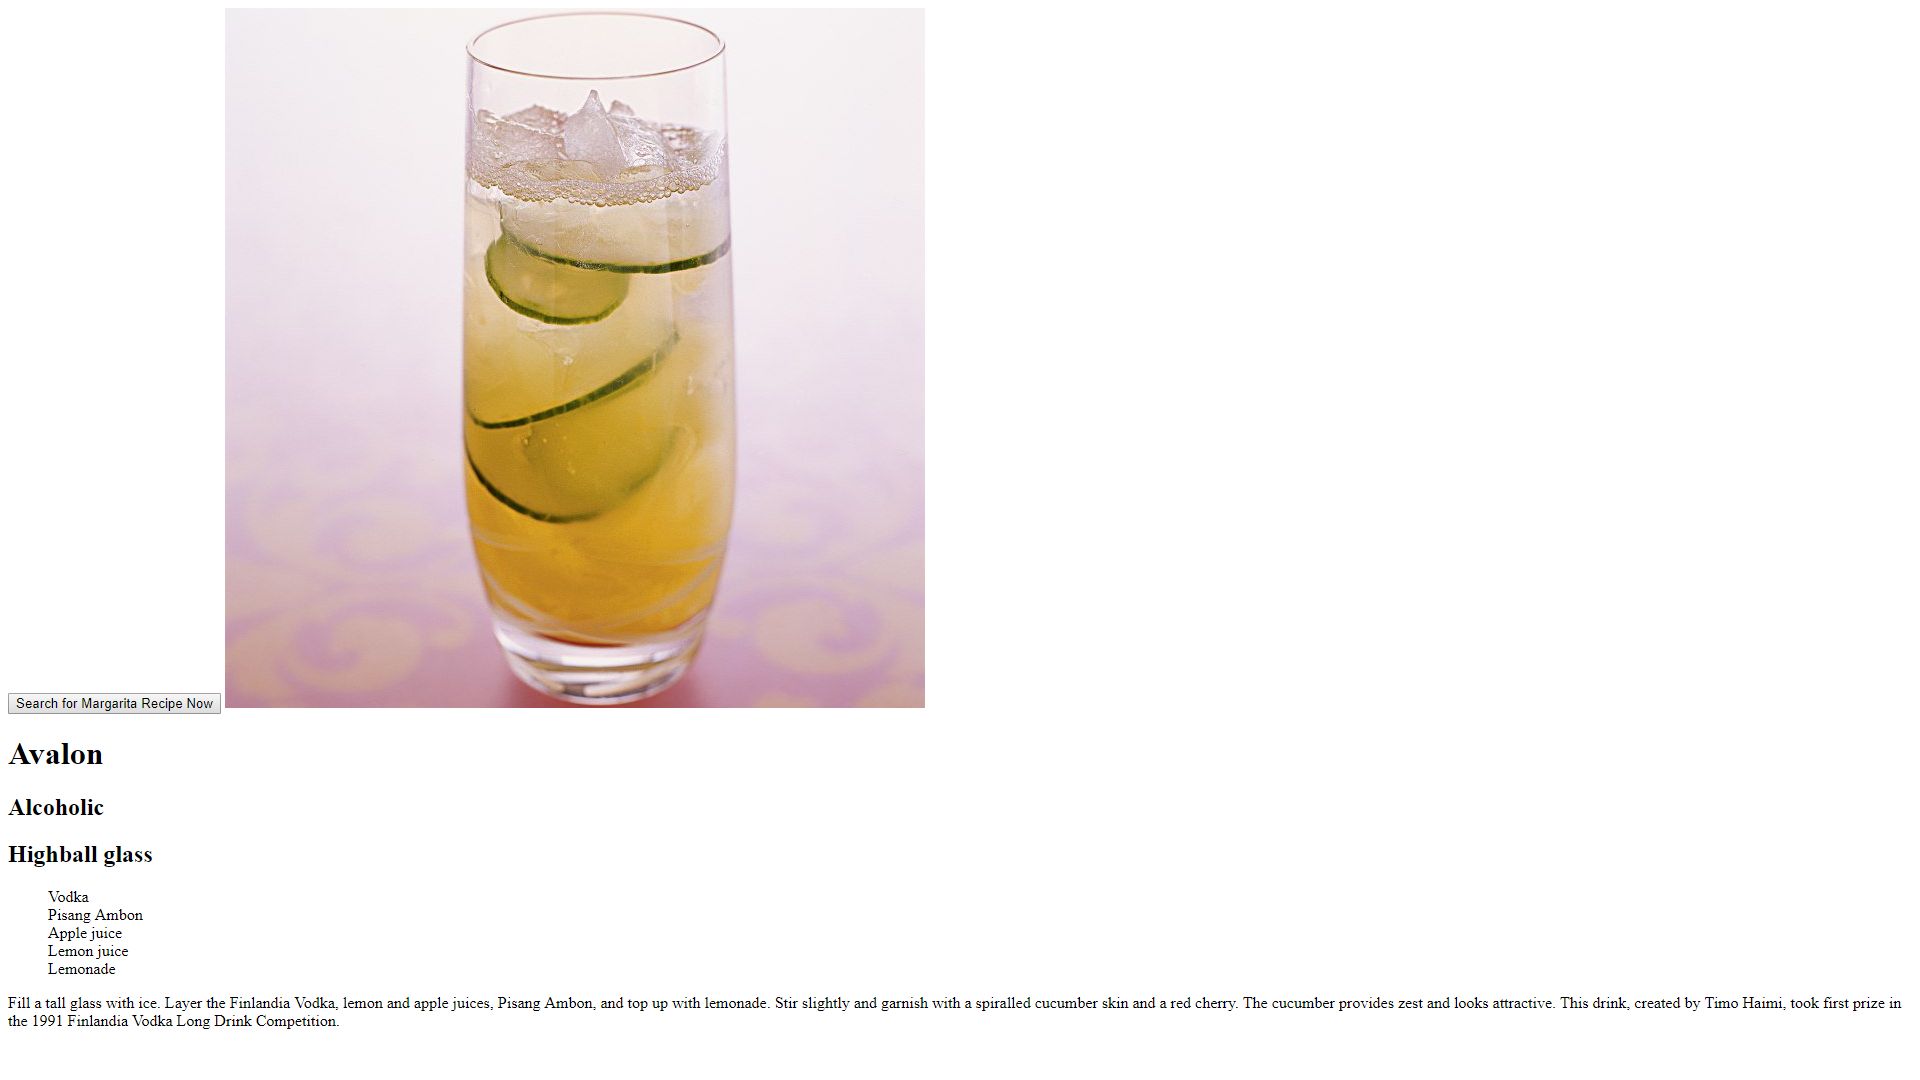 Search for Margarita Recipe Now
Avalon
Alcoholic
Highball glass
Vodka
Pisang Ambon
Apple juice
Lemon juice
Lemonade
Fill a tall glass with ice. Layer the Finlandia Vodka, lemon and apple juices, Pisang Ambon, and top up with lemonade. Stir slightly and garnish with a spiralled cucumber skin and a red cherry. The cucumber provides zest and looks attractive. This drink, created by Timo Haimi, took first prize in
the 1991 Finlandia Vodka Long Drink Competition.